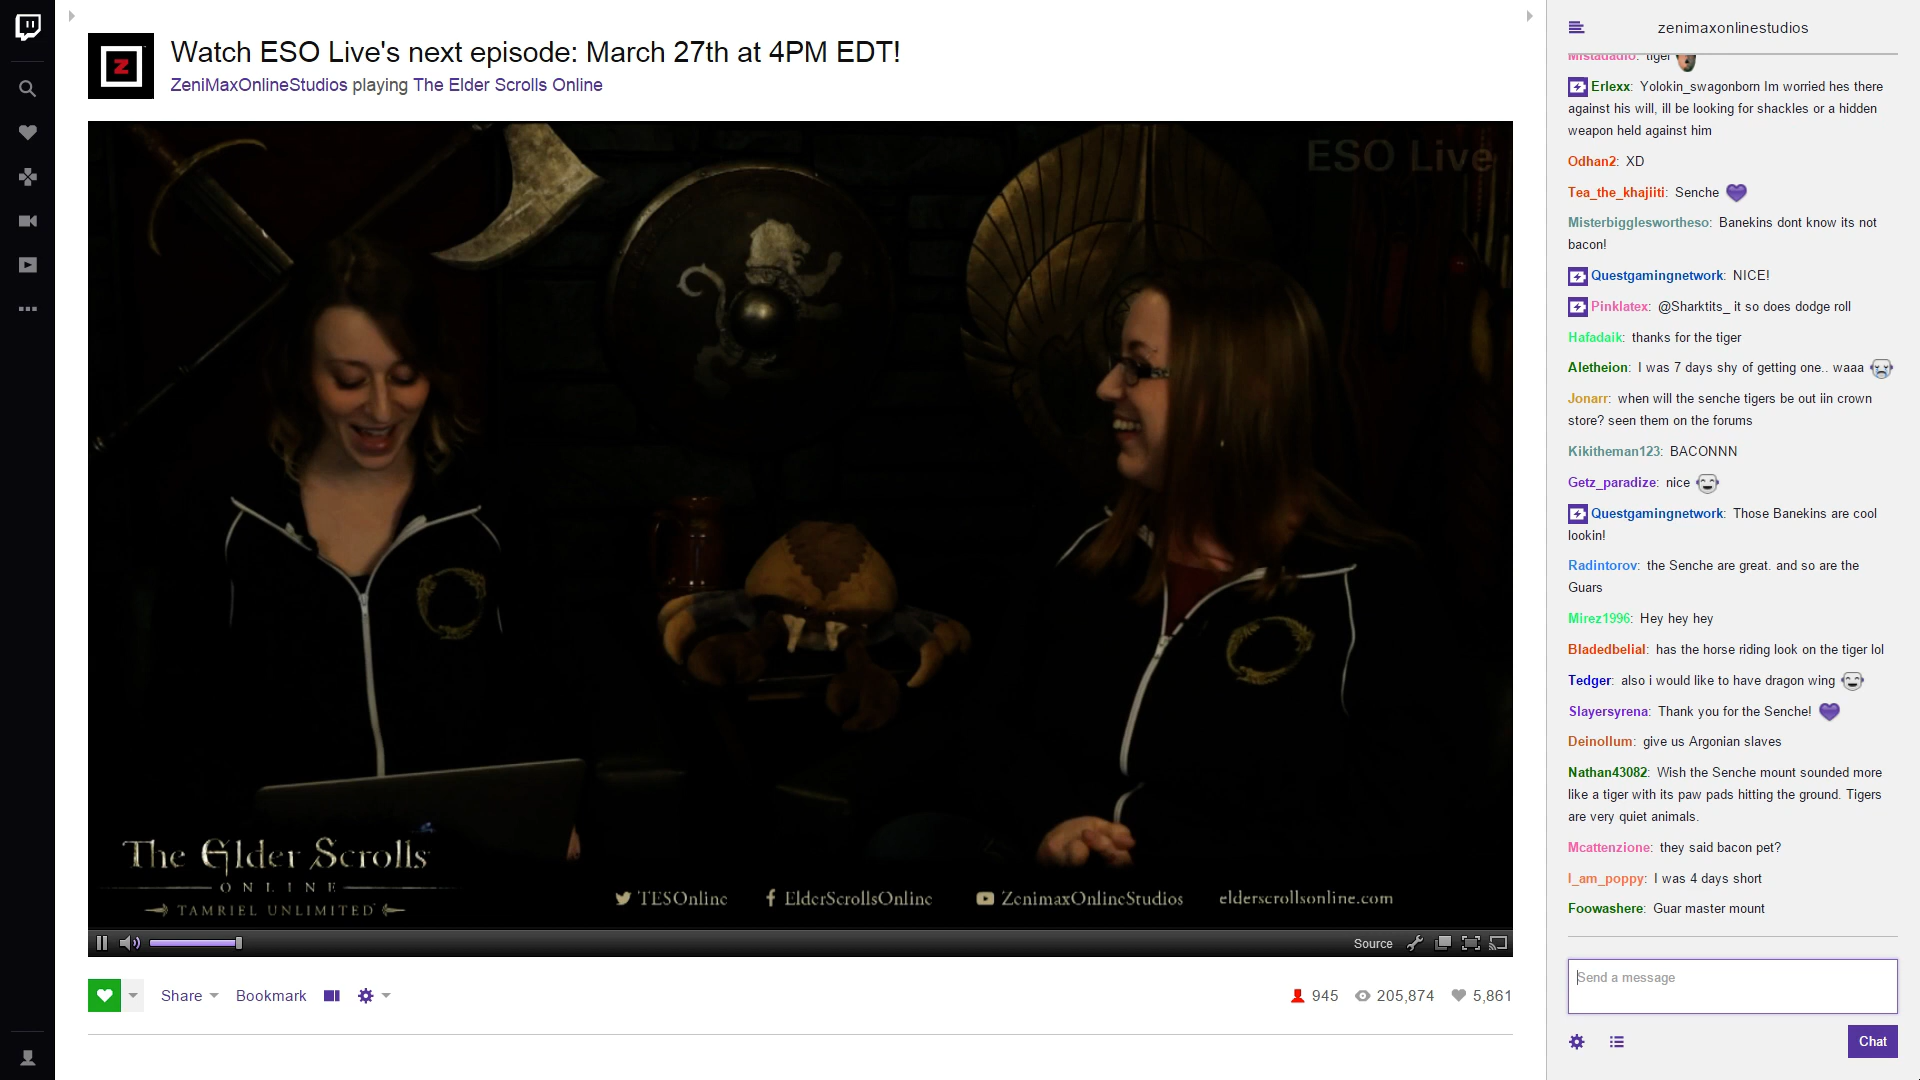 Watch ESO Live's next episode: March 27th at 4PM EDT!
ZeniMaxOnlineStudios playing The Elder Scrolls Online
Z
ESO Live
The Elder Scrolls
ONLINE
TAMRIEL UNLIMITED
TESOnline
ElderScrollsOnline
ZenimaxOnlineStudios
elderscrollsonline.com
Source
Share
Bookmark
945
205,874
5,861
zenimaxonlinestudios
Mistadadio: tiger
Erlexx: Yolokin_swagonborn Im worried hes there
against his will, ill be looking for shackles or a hidden
weapon held against him
Odhan2: XD
Tea_the_khajiiti: Senche
Misterbiggleswortheso: Banekins dont know its not
bacon!
Questgamingnetwork: NICE!
Pinklatex: @Sharktits_ it so does dodge roll
Hafadaik: thanks for the tiger
Aletheion: I was 7 days shy of getting one.. waaa
Jonarr: when will the senche tigers be out iin crown
store? seen them on the forums
Kikitheman123: BACONNN
Getz_paradize: nice
Questgamingnetwork: Those Banekins are cool
lookin!
Radintorov: the Senche are great. and so are the
Guars
Mirez1996: Hey hey hey
Bladedbelial: has the horse riding look on the tiger lol
Tedger: also i would like to have dragon wing
Slayersyrena: Thank you for the Senche!
Deinollum: give us Argonian slaves
Nathan43082: Wish the Senche mount sounded more
like a tiger with its paw pads hitting the ground. Tigers
are very quiet animals.
Mcattenzione: they said bacon pet?
I_am_poppy: I was 4 days short
Foowashere: Guar master mount
Send a message
Chat